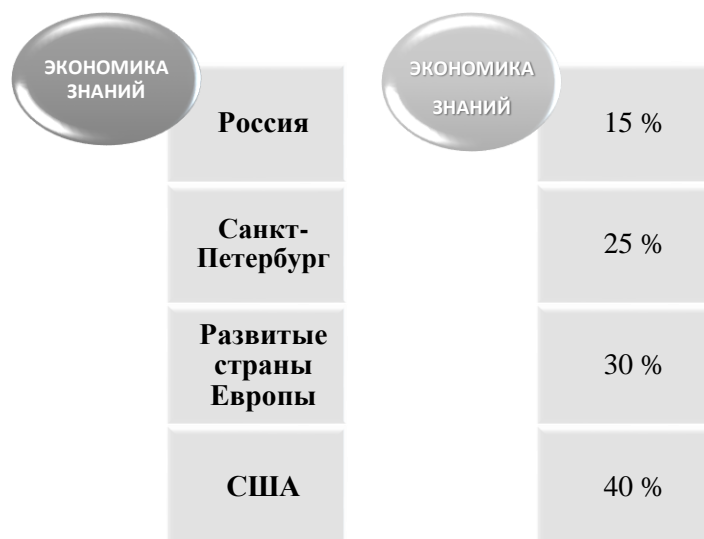 ЭКОНОМИКА
ЗНАНИЙ
ЭКОНОМИКА
ЗНАНИЙ
Россия
15 %
Санкт-
Петербург
25 %
Развитые
страны
Европы
30 %
США
40 %